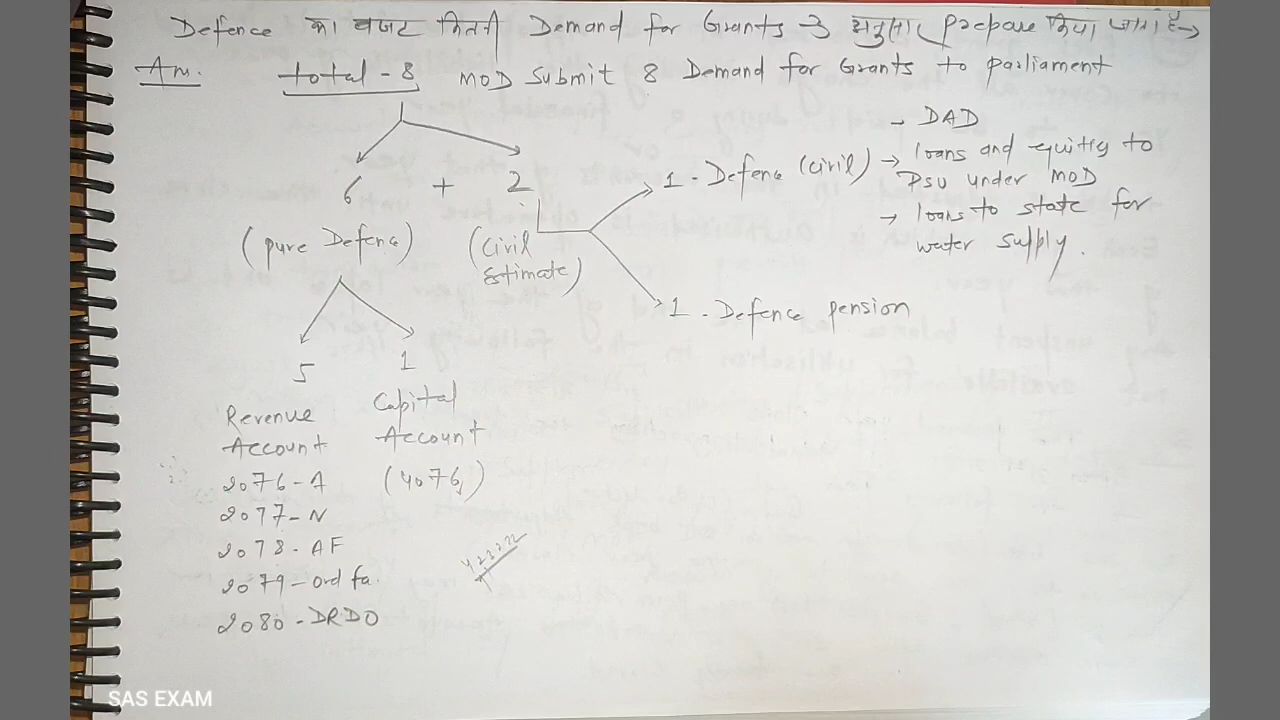 Defence का बजट कितनी Demand for Grants के अनुसार prepare किया जाता है →
Ans. total - 8 MOD Submit 8 Demand for Grants to parliament
6 + 2
(pure Defence) (Civil Estimate)
1 - Defence (civil) → - DAD
loans and equity to
PSU under MOD
→ loans to state for
water supply.
1 - Defence pension
5 1
Revenue Account
2076 - A
2077 - N
2078 - AF
2079 - Ord fa.
2080 - DRDO
Capital Account
(4076)
SAS EXAM